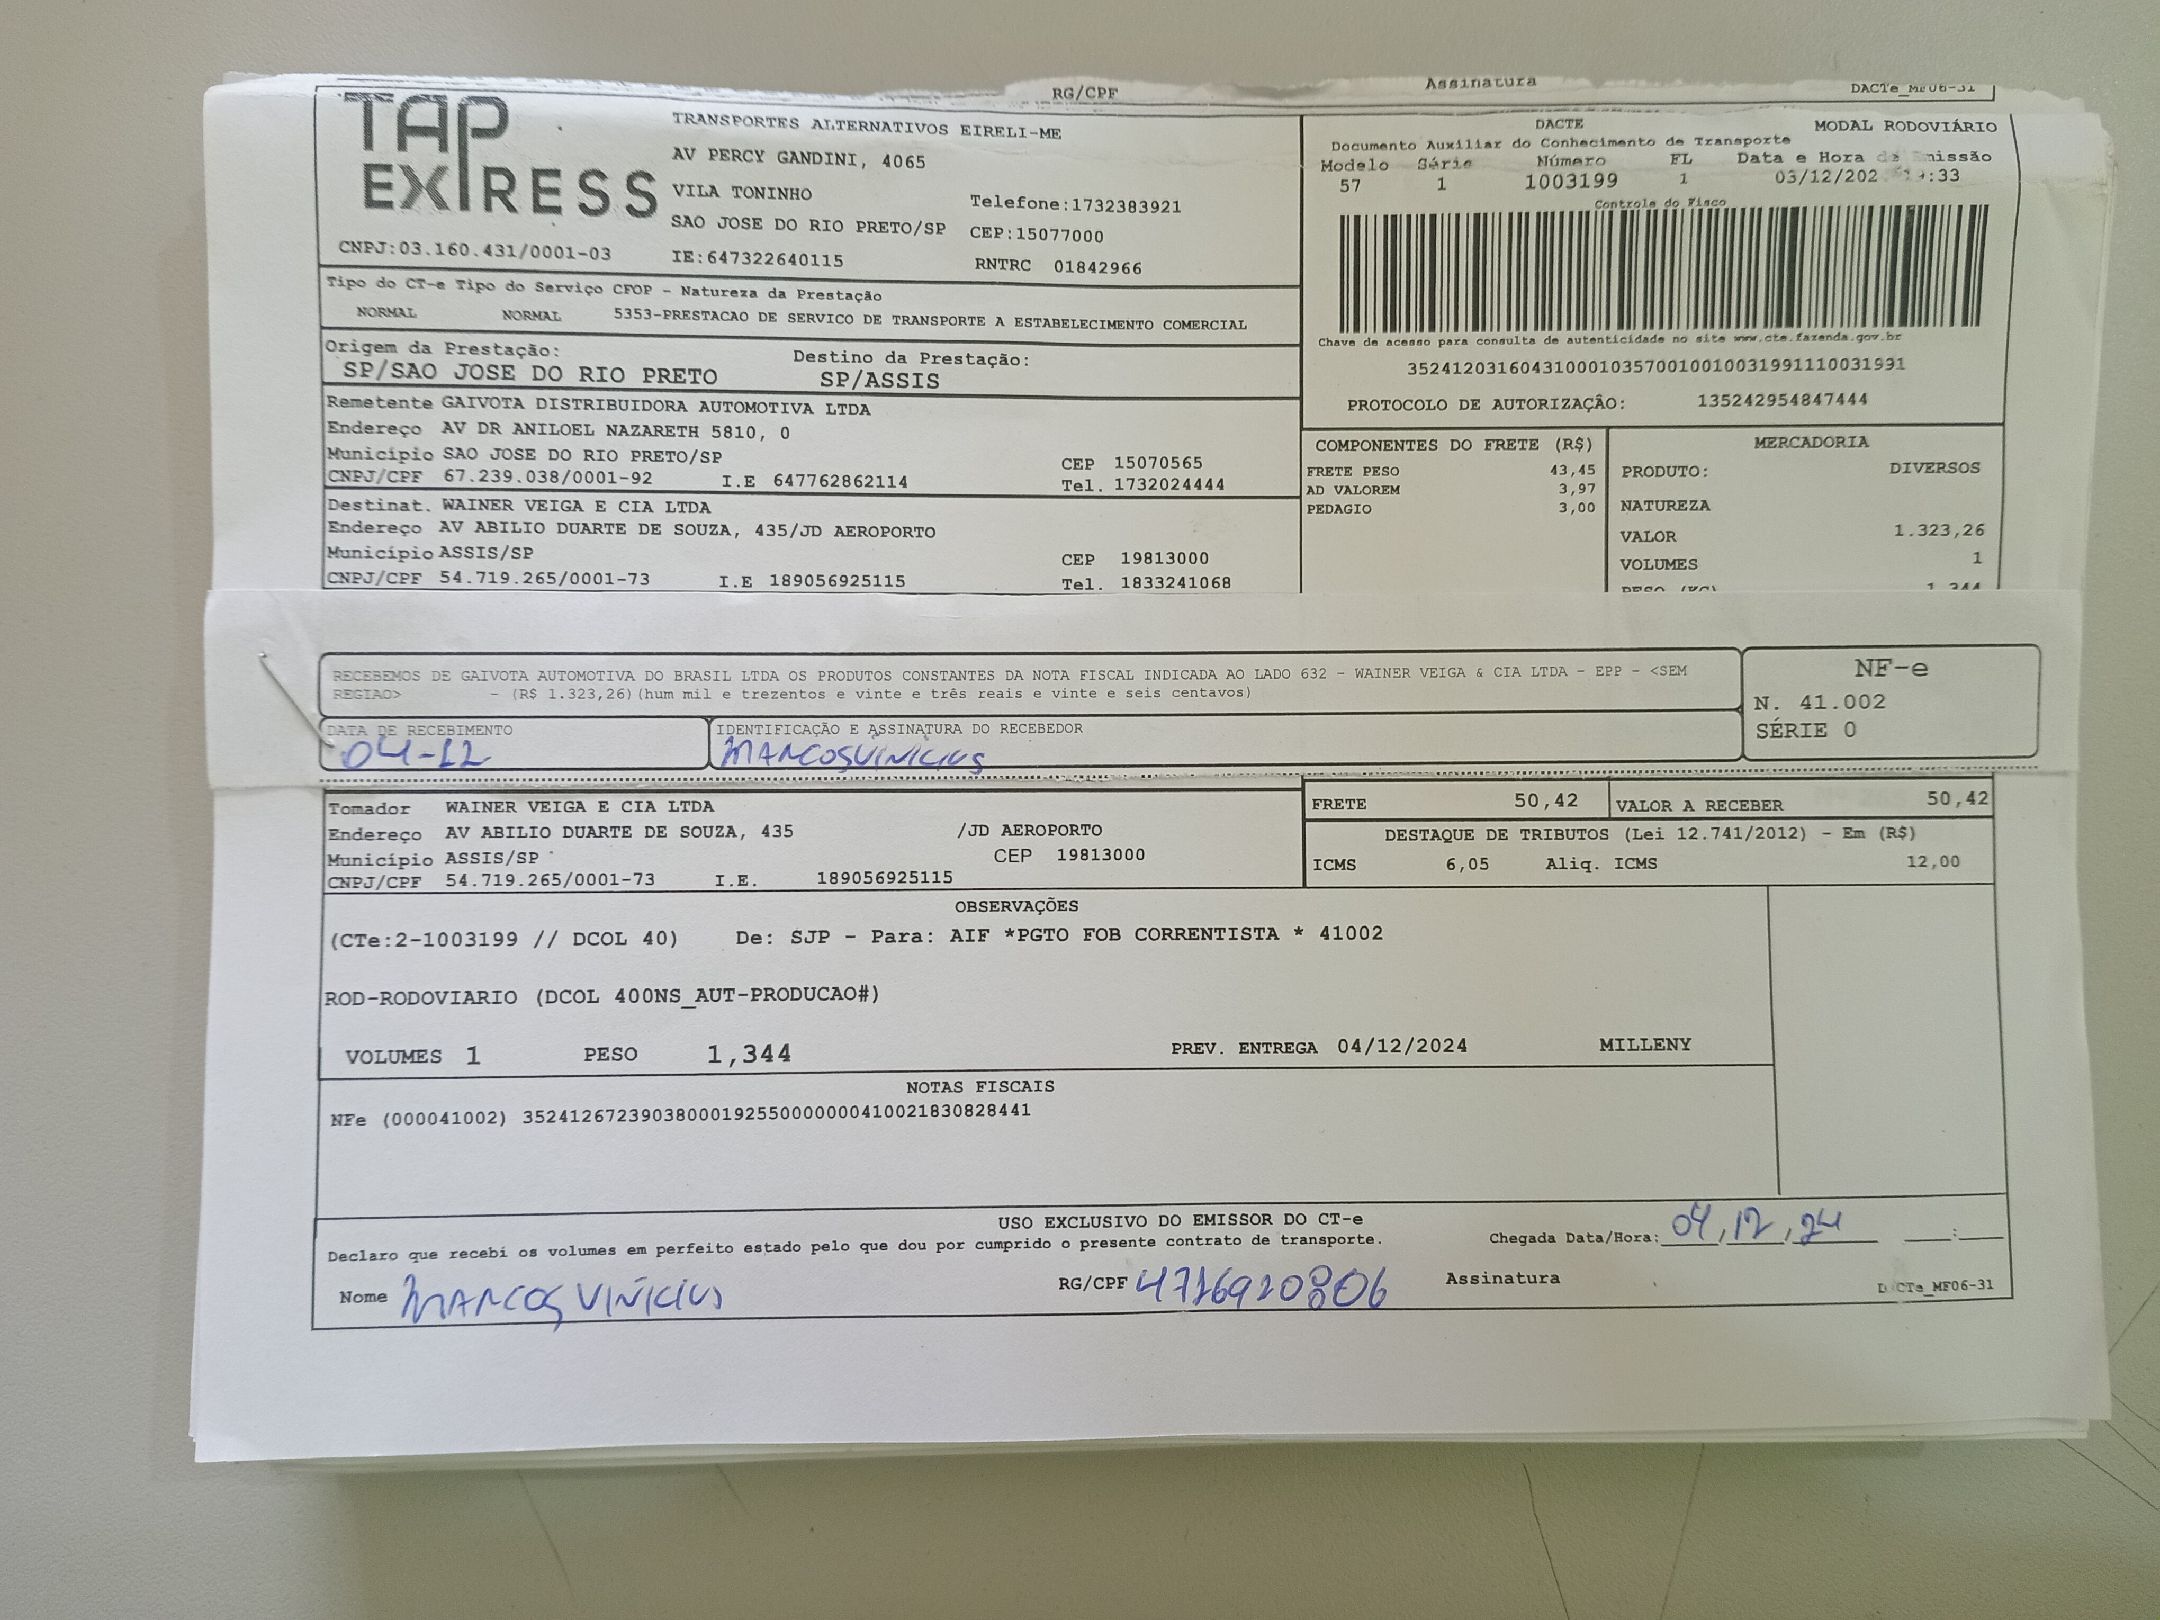 RG/CPF Assinatura DACTe_MF06-31
TAP EXPRESS
TRANSPORTES ALTERNATIVOS EIRELI-ME
AV PERCY GANDINI, 4065
VILA TONINHO Telefone:1732383921
SAO JOSE DO RIO PRETO/SP CEP:15077000
CNPJ:03.160.431/0001-03 IE:647322640115 RNTRC 01842966
DACTE MODAL RODOVIÁRIO
Documento Auxiliar do Conhecimento de Transporte
Modelo Série Número FL Data e Hora de Emissão
57 1 1003199 1 03/12/202
Controle do Fisco
Chave de acesso para consulta de autenticidade no site www.cte.fazenda.gov.br
35241203160431000103570010010031991110031991
PROTOCOLO DE AUTORIZAÇÃO: 135242954847444
Tipo do CT-e Tipo do Serviço CFOP - Natureza da Prestação
NORMAL NORMAL 5353-PRESTACAO DE SERVICO DE TRANSPORTE A ESTABELECIMENTO COMERCIAL
Origem da Prestação: Destino da Prestação:
SP/SAO JOSE DO RIO PRETO SP/ASSIS
Remetente GAIVOTA DISTRIBUIDORA AUTOMOTIVA LTDA
Endereço AV DR ANILOEL NAZARETH 5810, 0
Município SAO JOSE DO RIO PRETO/SP CEP 15070565
CNPJ/CPF 67.239.038/0001-92 I.E 647762862114 Tel. 1732024444
Destinat. WAINER VEIGA E CIA LTDA
Endereço AV ABILIO DUARTE DE SOUZA, 435/JD AEROPORTO
Município ASSIS/SP CEP 19813000
CNPJ/CPF 54.719.265/0001-73 I.E 189056925115 Tel. 1833241068
COMPONENTES DO FRETE (R$)
FRETE PESO 43,45
AD VALOREM 3,97
PEDAGIO 3,00
MERCADORIA
PRODUTO: DIVERSOS
NATUREZA
VALOR 1.323,26
VOLUMES 1
PESO (KG) 1,344
RECEBEMOS DE GAIVOTA AUTOMOTIVA DO BRASIL LTDA OS PRODUTOS CONSTANTES DA NOTA FISCAL INDICADA AO LADO 632 - WAINER VEIGA & CIA LTDA - EPP - <SEM
REGIAO> - (R$ 1.323,26)(hum mil e trezentos e vinte e três reais e vinte e seis centavos)
NF-e
N. 41.002
SÉRIE 0
DATA DE RECEBIMENTO IDENTIFICAÇÃO E ASSINATURA DO RECEBEDOR
04-12 MARCOS VINICIUS
Tomador WAINER VEIGA E CIA LTDA
Endereço AV ABILIO DUARTE DE SOUZA, 435 /JD AEROPORTO
Município ASSIS/SP CEP 19813000
CNPJ/CPF 54.719.265/0001-73 I.E. 189056925115
FRETE 50,42 VALOR A RECEBER 50,42
DESTAQUE DE TRIBUTOS (Lei 12.741/2012) - Em (R$)
ICMS 6,05 Aliq. ICMS 12,00
OBSERVAÇÕES
(CTe:2-1003199 // DCOL 40) De: SJP - Para: AIF *PGTO FOB CORRENTISTA * 41002
ROD-RODOVIARIO (DCOL 400NS_AUT-PRODUCAO#)
VOLUMES 1 PESO 1,344 PREV. ENTREGA 04/12/2024 MILLENY
NOTAS FISCAIS
NFe (000041002) 35241267239038000192550000000410021830828441
USO EXCLUSIVO DO EMISSOR DO CT-e
Declaro que recebi os volumes em perfeito estado pelo que dou por cumprido o presente contrato de transporte. Chegada Data/Hora: 04,12,24 __:__
Nome MARCOS VINICIUS RG/CPF Assinatura DACTe_MF06-31